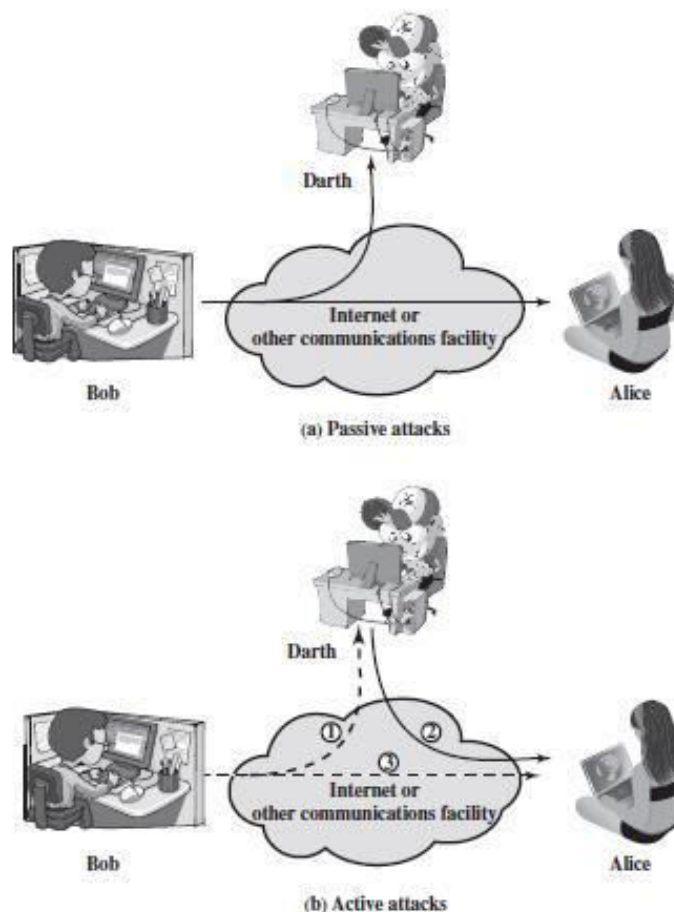 Darth
Internet or
other communications facility
Bob
Alice
(a) Passive attacks
Darth
①
②
③
Internet or
other communications facility
Bob
Alice
(b) Active attacks